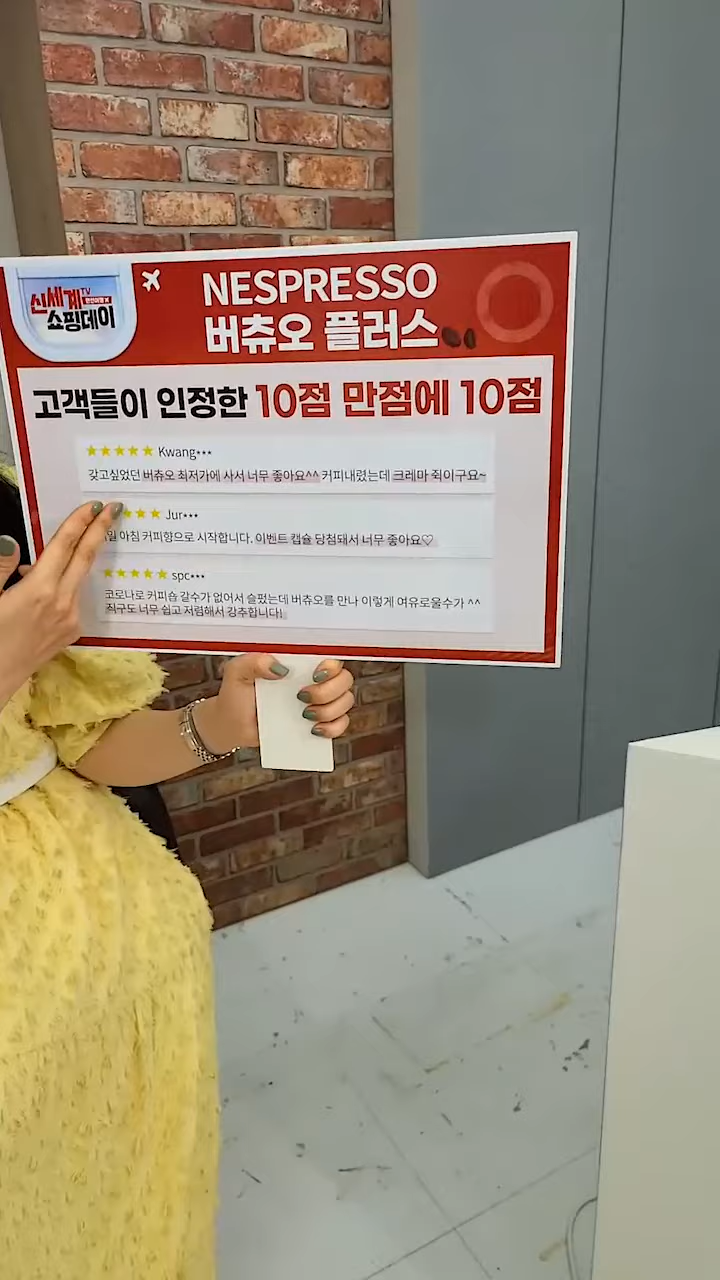 신세계TV
쇼핑데이
NESPRESSO
버츄오 플러스
고객들이 인정한 10점 만점에 10점
★★★★★ Kwang***
갖고싶었던 버츄오 최저가에 사서 너무 좋아요^^ 커피내렸는데 크레마 쥑이구요~
★★★ Jur***
일 아침 커피향으로 시작합니다. 이벤트 캡슐 당첨돼서 너무 좋아요♡
★★★★★ spc***
코로나로 커피숍 갈수가 없어서 슬펐는데 버츄오를 만나 이렇게 여유로울수가 ^^
직구도 너무 쉽고 저렴해서 강추합니다!